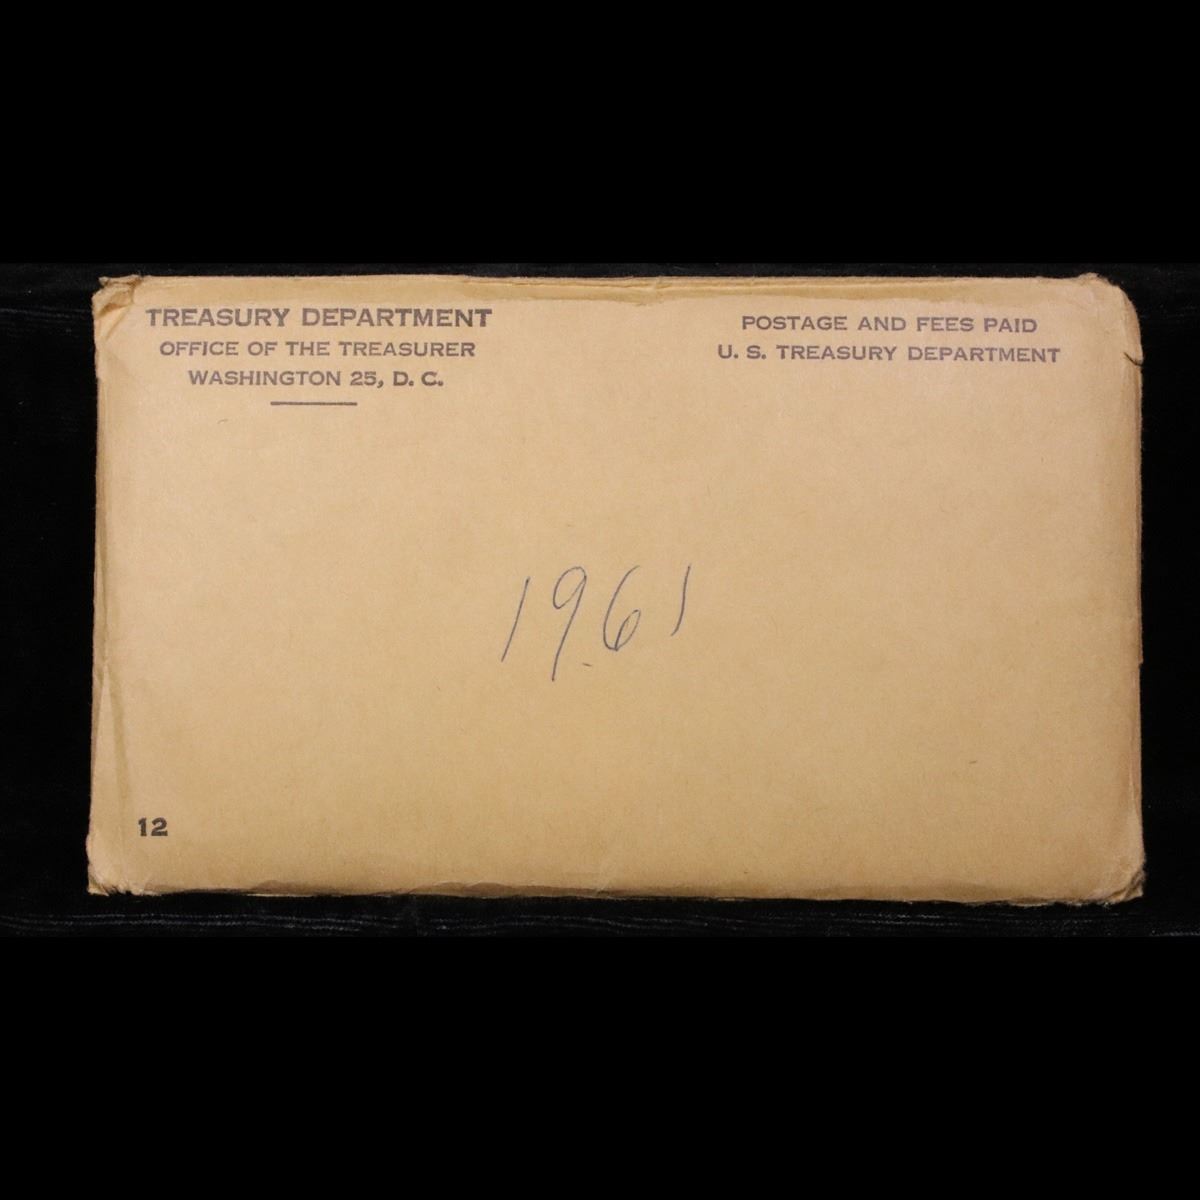 TREASURY DEPARTMENT
OFFICE OF THE TREASURER
WASHINGTON 25, D. C.
POSTAGE AND FEES PAID
U. S. TREASURY DEPARTMENT
1961
12